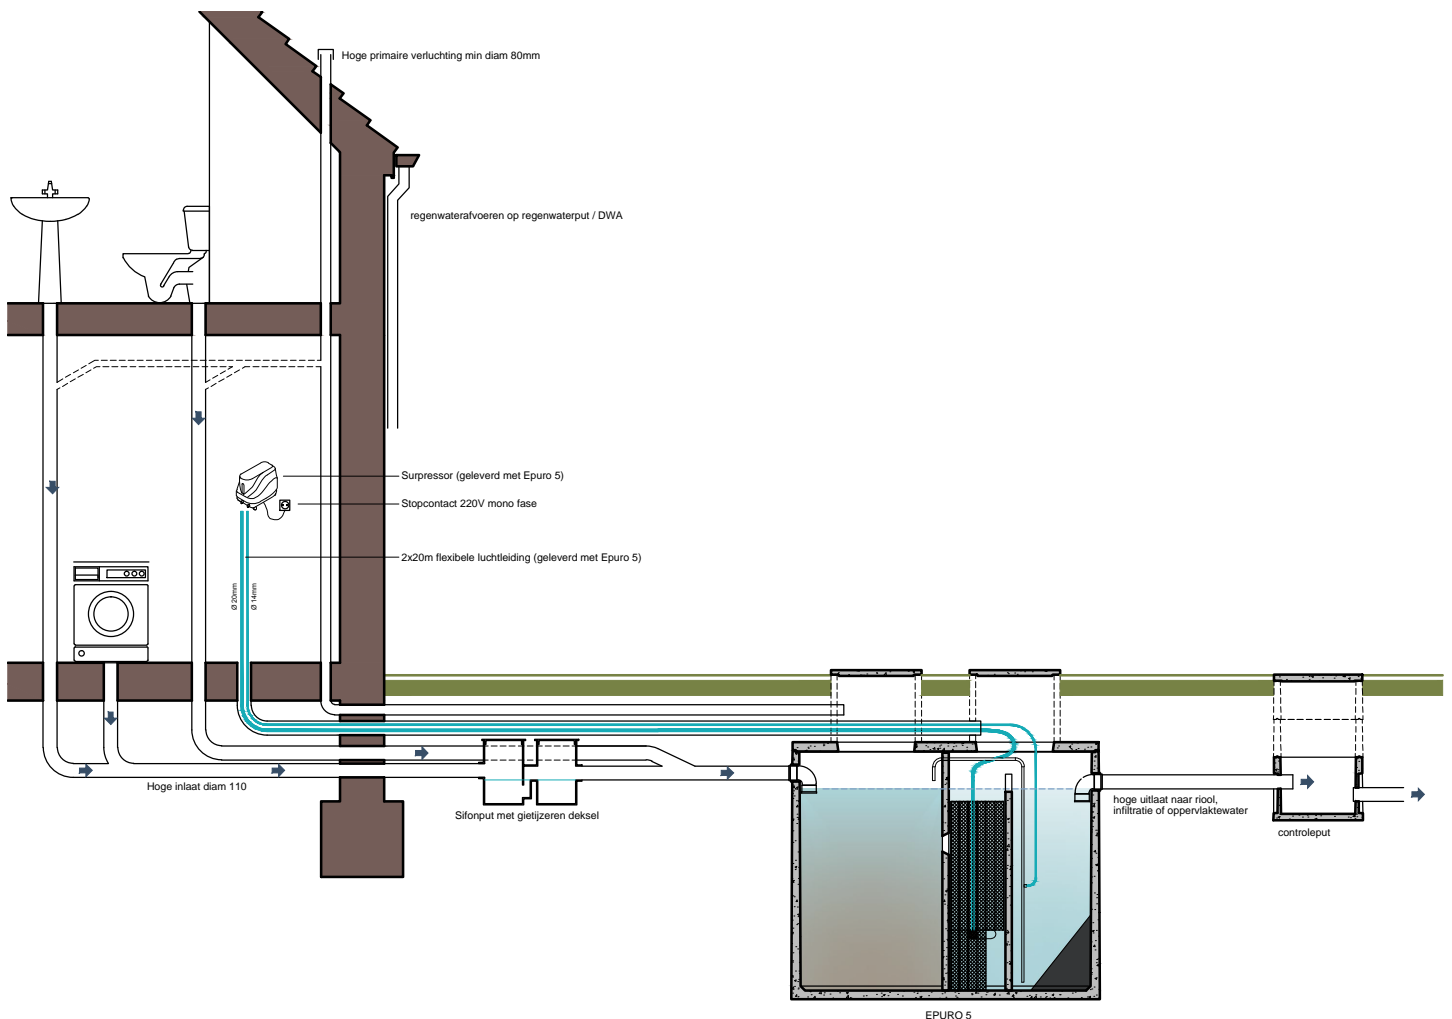 Hoge primaire verluchting min diam 80mm
regenwaterafvoeren op regenwaterput / DWA
Surpressor (geleverd met Epuro 5)
Stopcontact 220V mono fase
2x20m flexibele luchtleiding (geleverd met Epuro 5)
Ø 20mm
Ø 14mm
Hoge inlaat diam 110
Sifonput met gietijzeren deksel
hoge uitlaat naar riool,
infiltratie of oppervlaktewater
controleput
EPURO 5